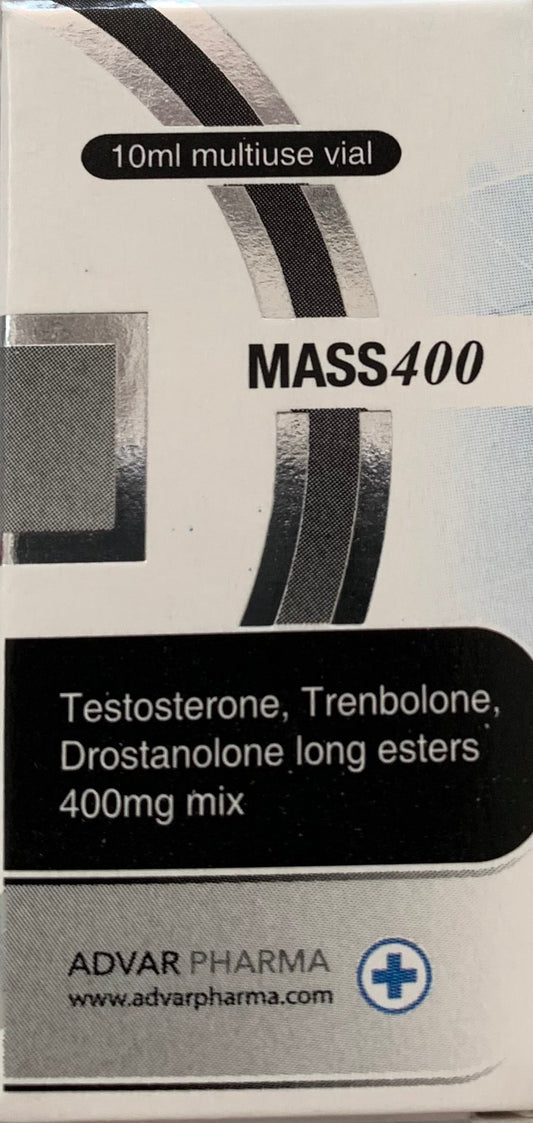 10ml multiuse vial
MASS400
Testosterone, Trenbolone,
Drostanolone long esters
400mg mix
ADVAR PHARMA
www.advarpharma.com